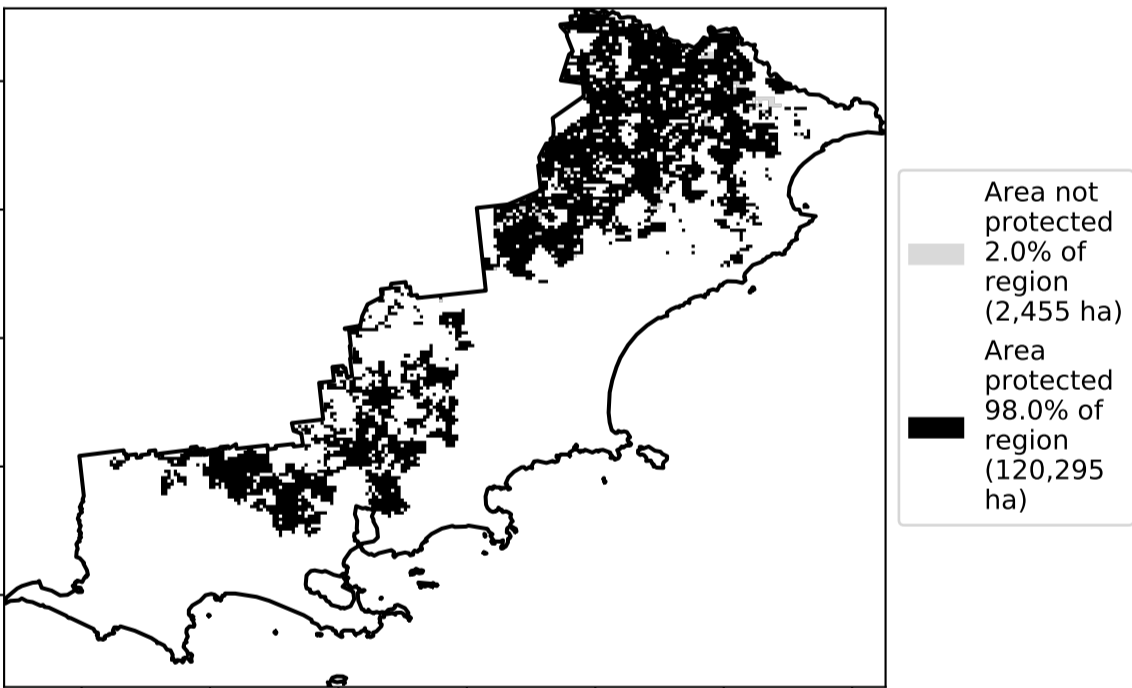 Area not
protected
2.0% of
region
(2,455 ha)
Area
protected
98.0% of
region
(120,295
ha)